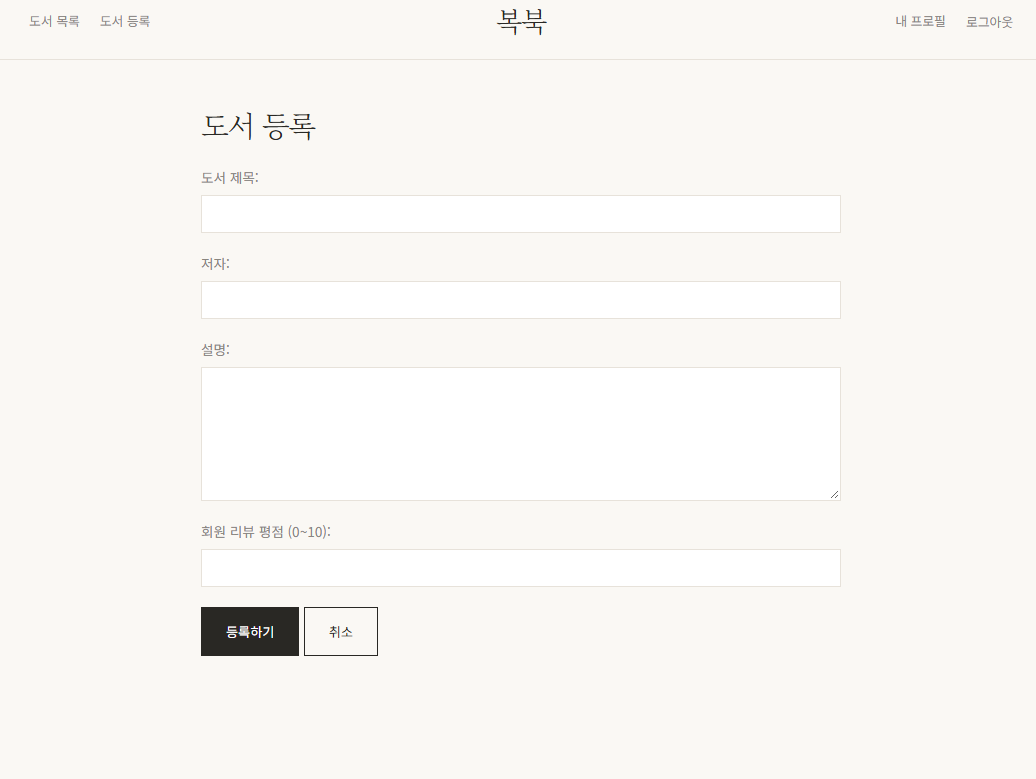 도서 목록 도서 등록 복북 내 프로필 로그아웃
도서 등록
도서 제목:
저자:
설명:
회원 리뷰 평점 (0~10):
등록하기 취소